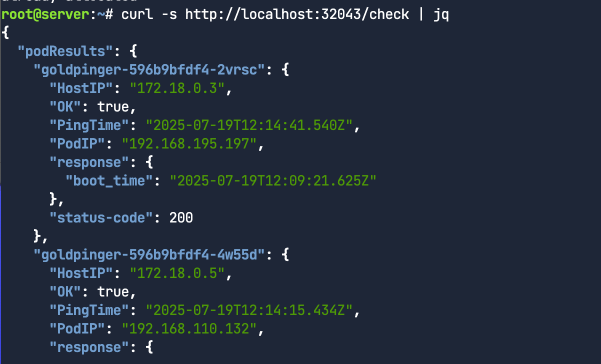 root@server:~# curl -s http://localhost:32043/check | jq
{
  "podResults": {
    "goldpinger-596b9bfdf4-2vrsc": {
      "HostIP": "172.18.0.3",
      "OK": true,
      "PingTime": "2025-07-19T12:14:41.540Z",
      "PodIP": "192.168.195.197",
      "response": {
        "boot_time": "2025-07-19T12:09:21.625Z"
      },
      "status-code": 200
    },
    "goldpinger-596b9bfdf4-4w55d": {
      "HostIP": "172.18.0.5",
      "OK": true,
      "PingTime": "2025-07-19T12:14:15.434Z",
      "PodIP": "192.168.110.132",
      "response": {